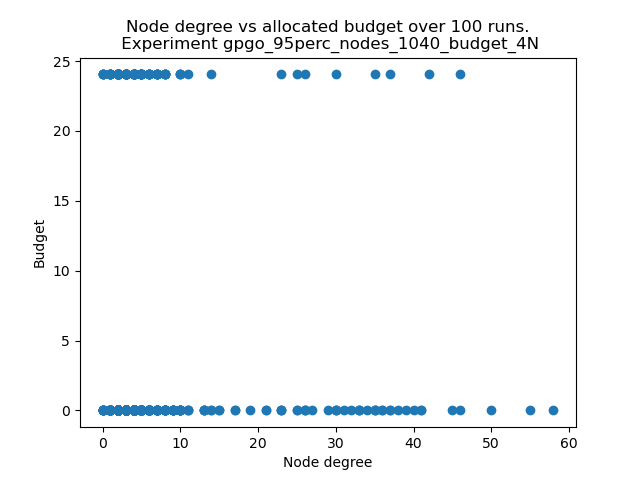 Node degree vs allocated budget over 100 runs.
Experiment gpgo_95perc_nodes_1040_budget_4N
25
20
15
10
5
0
Budget
0 10 20 30 40 50 60
Node degree